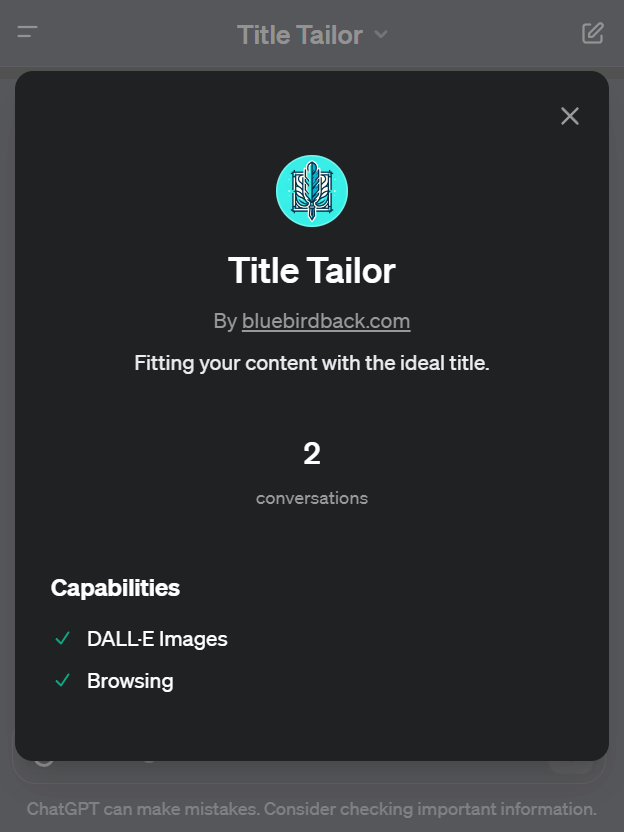 Title Tailor
Title Tailor
By bluebirdback.com
Fitting your content with the ideal title.
2
conversations
Capabilities
DALL·E Images
Browsing
ChatGPT can make mistakes. Consider checking important information.